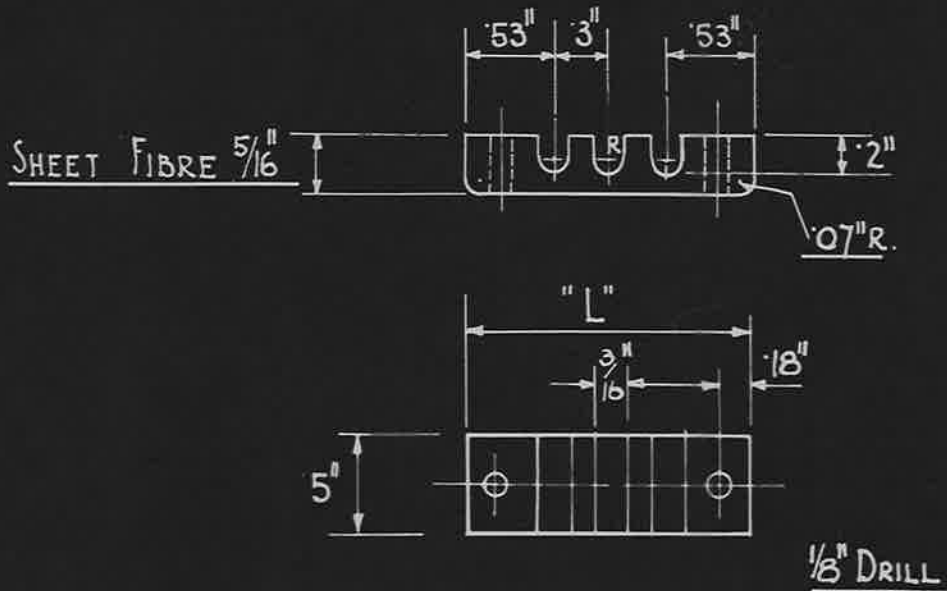 ·53" ·3" ·53"
SHEET FIBRE 5/16"
R
·2"
·07"R.
"L"
3/16"
·18"
·5"
1/8" DRILL